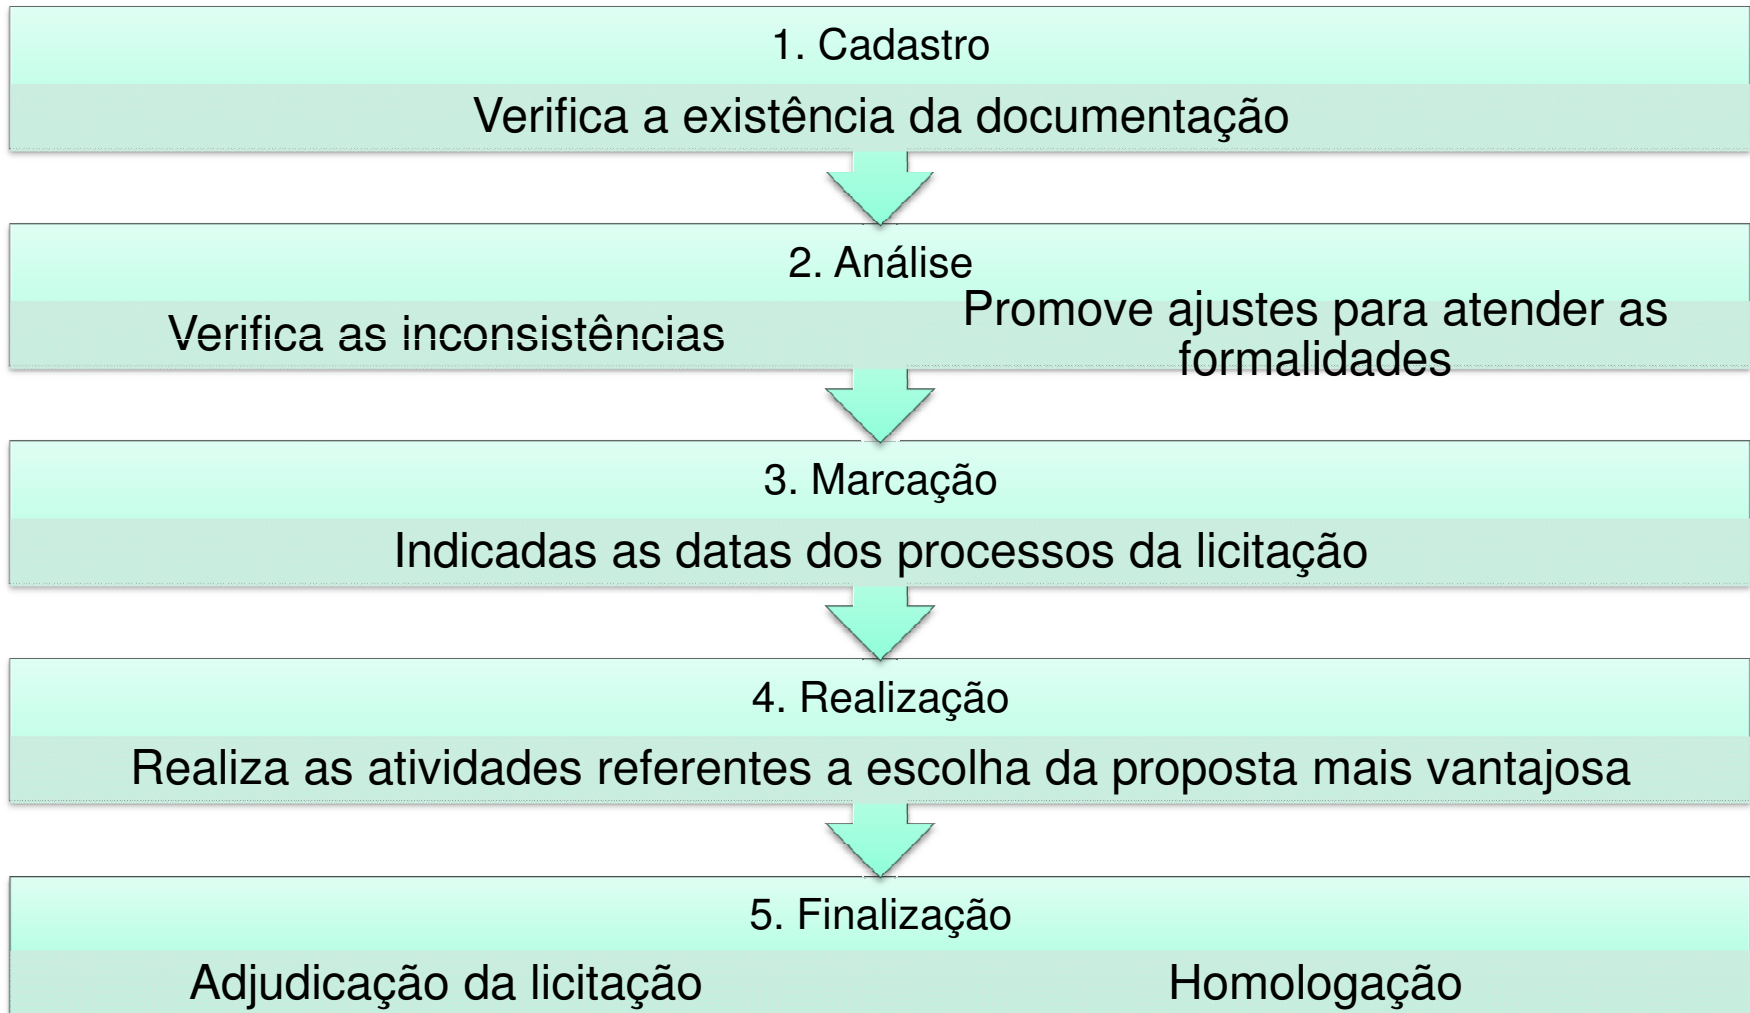 1. Cadastro
Verifica a existência da documentação
2. Análise
Verifica as inconsistências
Promove ajustes para atender as
formalidades
3. Marcação
Indicadas as datas dos processos da licitação
4. Realização
Realiza as atividades referentes a escolha da proposta mais vantajosa
5. Finalização
Adjudicação da licitação
Homologação